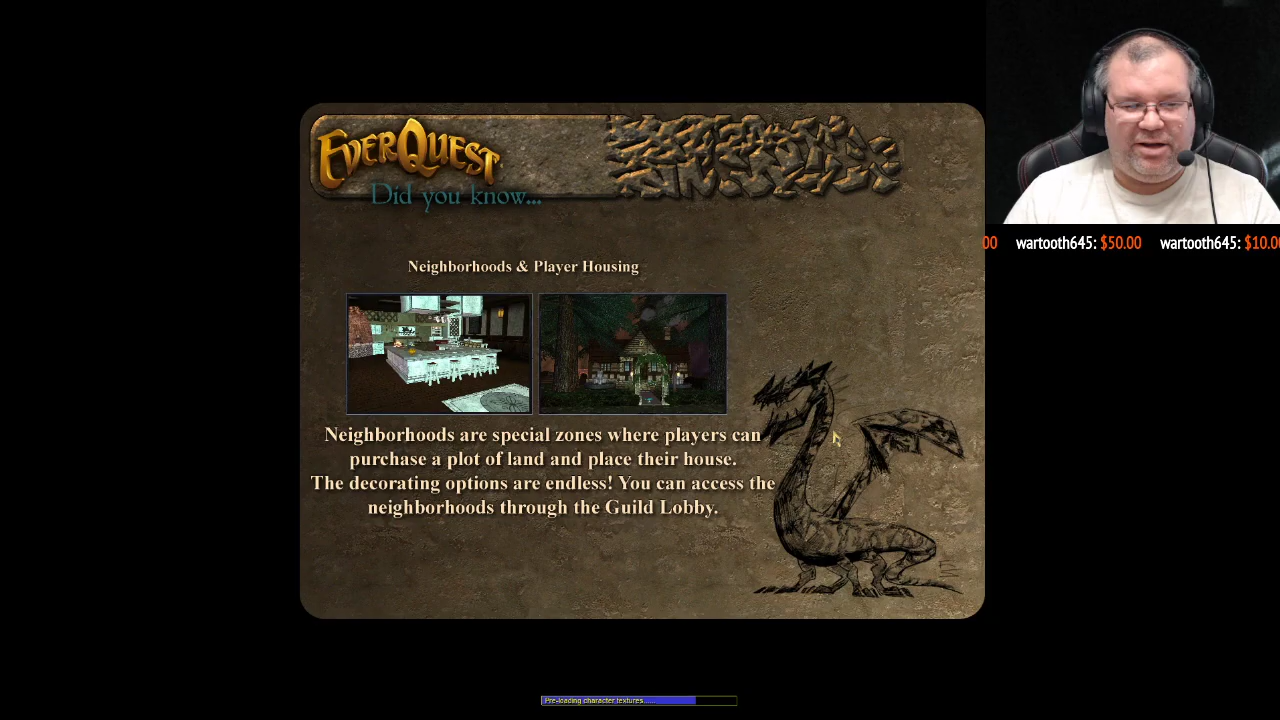 EVERQUEST
Did you know...
00 wartooth645: $50.00 wartooth645: $10.0
Neighborhoods & Player Housing
Neighborhoods are special zones where players can
purchase a plot of land and place their house.
The decorating options are endless! You can access the
neighborhoods through the Guild Lobby.
Pre-loading character textures.....